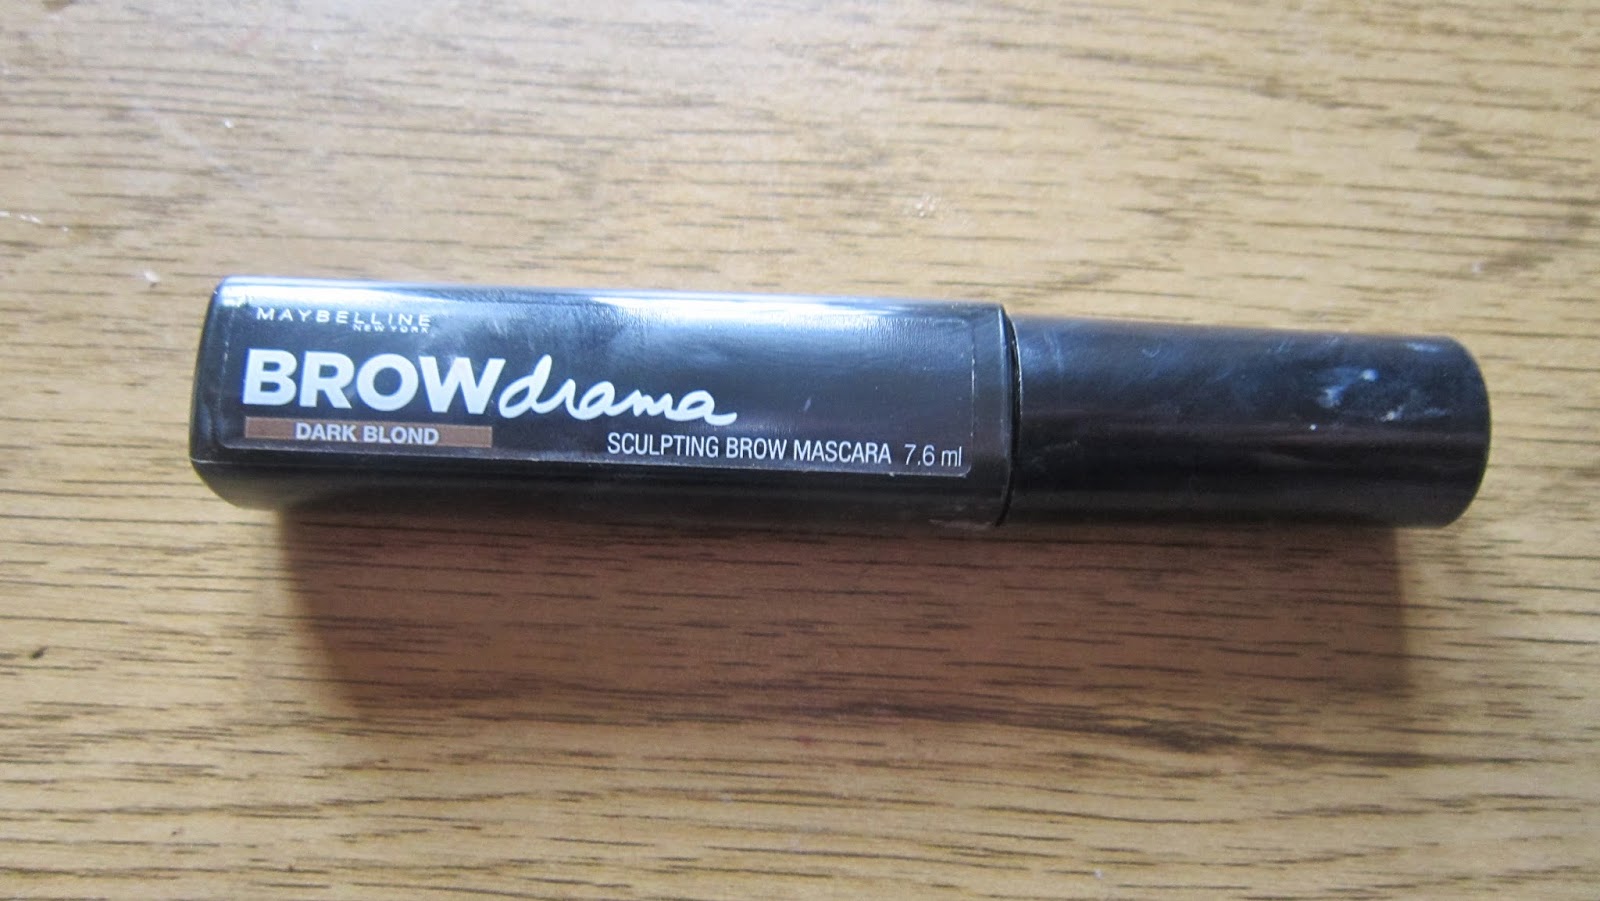 MAYBELLINE
NEW YORK
BROWdrama
DARK BLOND
SCULPTING BROW MASCARA 7.6 ml